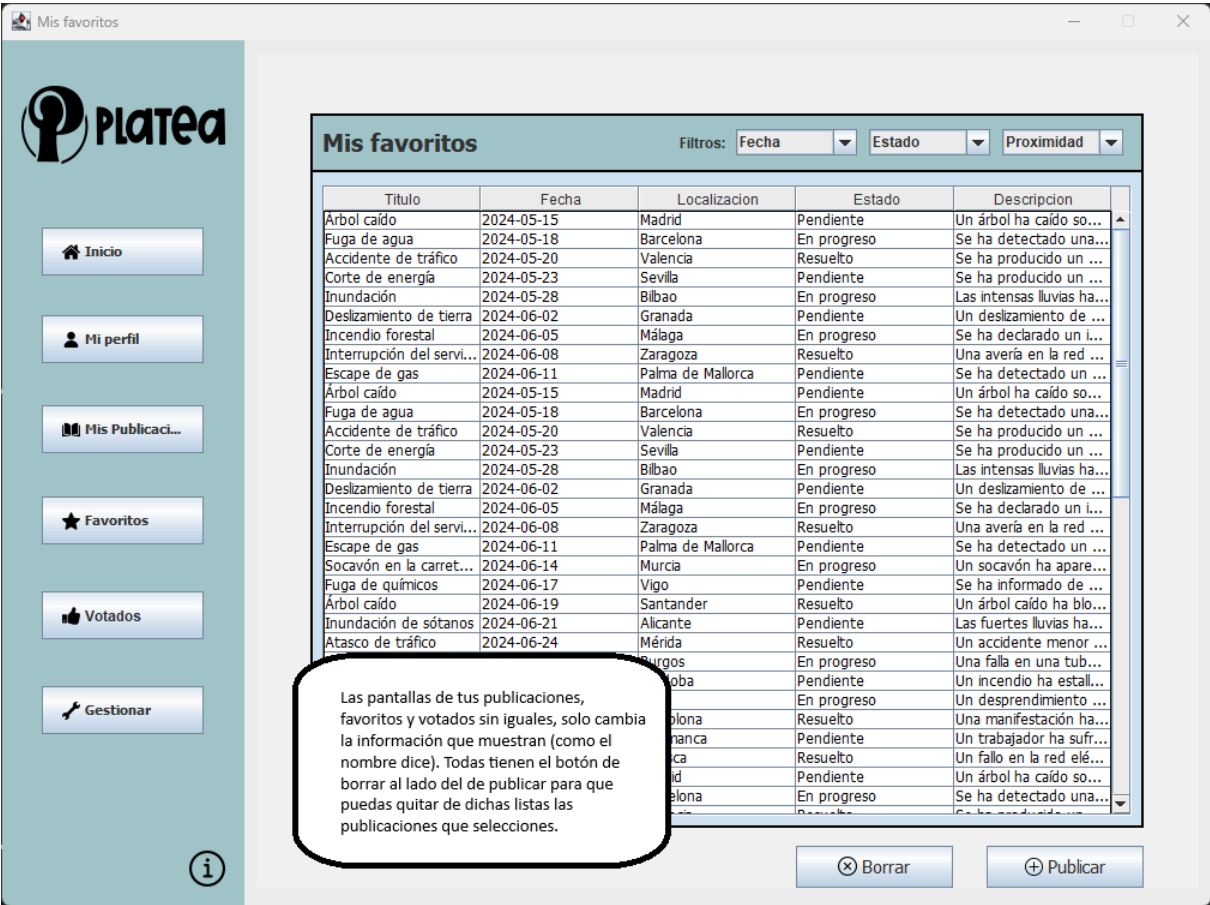 Mis favoritos
PLaTea
Mis favoritos Filtros: Fecha Estado Proximidad
Inicio
Mi perfil
Mis Publicaci...
Favoritos
Votados
Gestionar
Titulo Fecha Localizacion Estado Descripcion
Árbol caído 2024-05-15 Madrid Pendiente Un árbol ha caído so...
Fuga de agua 2024-05-18 Barcelona En progreso Se ha detectado una...
Accidente de tráfico 2024-05-20 Valencia Resuelto Se ha producido un ...
Corte de energía 2024-05-23 Sevilla Pendiente Se ha producido un ...
Inundación 2024-05-28 Bilbao En progreso Las intensas lluvias ha...
Deslizamiento de tierra 2024-06-02 Granada Pendiente Un deslizamiento de ...
Incendio forestal 2024-06-05 Málaga En progreso Se ha declarado un i...
Interrupción del servi... 2024-06-08 Zaragoza Resuelto Una avería en la red ...
Escape de gas 2024-06-11 Palma de Mallorca Pendiente Se ha detectado un ...
Árbol caído 2024-05-15 Madrid Pendiente Un árbol ha caído so...
Fuga de agua 2024-05-18 Barcelona En progreso Se ha detectado una...
Accidente de tráfico 2024-05-20 Valencia Resuelto Se ha producido un ...
Corte de energía 2024-05-23 Sevilla Pendiente Se ha producido un ...
Inundación 2024-05-28 Bilbao En progreso Las intensas lluvias ha...
Deslizamiento de tierra 2024-06-02 Granada Pendiente Un deslizamiento de ...
Incendio forestal 2024-06-05 Málaga En progreso Se ha declarado un i...
Interrupción del servi... 2024-06-08 Zaragoza Resuelto Una avería en la red ...
Escape de gas 2024-06-11 Palma de Mallorca Pendiente Se ha detectado un ...
Socavón en la carret... 2024-06-14 Murcia En progreso Un socavón ha apare...
Fuga de químicos 2024-06-17 Vigo Pendiente Se ha informado de ...
Árbol caído 2024-06-19 Santander Resuelto Un árbol caído ha blo...
Inundación de sótanos 2024-06-21 Alicante Pendiente Las fuertes lluvias ha...
Atasco de tráfico 2024-06-24 Mérida Resuelto Un accidente menor ...
Burgos En progreso Una falla en una tub...
Pendiente Un incendio ha estall...
En progreso Un desprendimiento ...
Resuelto Una manifestación ha...
Pendiente Un trabajador ha sufr...
Resuelto Un fallo en la red elé...
Pendiente Un árbol ha caído so...
En progreso Se ha detectado una...
Las pantallas de tus publicaciones,
favoritos y votados sin iguales, solo cambia
la información que muestran (como el
nombre dice). Todas tienen el botón de
borrar al lado del de publicar para que
puedas quitar de dichas listas las
publicaciones que selecciones.
Borrar Publicar